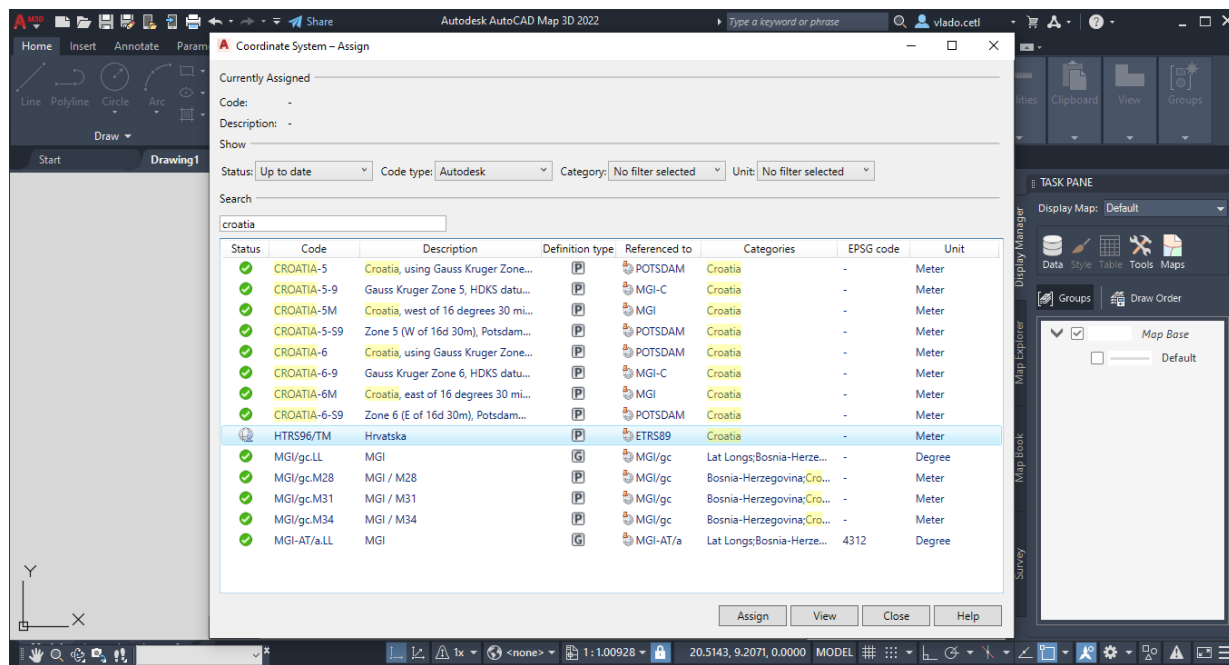 A M3D Share Autodesk AutoCAD Map 3D 2022 Type a keyword or phrase vlado.cetl
Home Insert Annotate Param
Line Polyline Circle Arc
Draw
Start Drawing1
Coordinate System – Assign
Currently Assigned
Code: -
Description: -
Show
Status: Up to date Code type: Autodesk Category: No filter selected Unit: No filter selected
Search
croatia
Status Code Description Definition type Referenced to Categories EPSG code Unit
CROATIA-5 Croatia, using Gauss Kruger Zone... P POTSDAM Croatia - Meter
CROATIA-5-9 Gauss Kruger Zone 5, HDKS datu... P MGI-C Croatia - Meter
CROATIA-5M Croatia, west of 16 degrees 30 mi... P MGI Croatia - Meter
CROATIA-5-S9 Zone 5 (W of 16d 30m), Potsdam... P POTSDAM Croatia - Meter
CROATIA-6 Croatia, using Gauss Kruger Zone... P POTSDAM Croatia - Meter
CROATIA-6-9 Gauss Kruger Zone 6, HDKS datu... P MGI-C Croatia - Meter
CROATIA-6M Croatia, east of 16 degrees 30 mi... P MGI Croatia - Meter
CROATIA-6-S9 Zone 6 (E of 16d 30m), Potsdam... P POTSDAM Croatia - Meter
HTRS96/TM Hrvatska P ETRS89 Croatia - Meter
MGI/gc.LL MGI G MGI/gc Lat Longs;Bosnia-Herze... - Degree
MGI/gc.M28 MGI / M28 P MGI/gc Bosnia-Herzegovina;Cro... - Meter
MGI/gc.M31 MGI / M31 P MGI/gc Bosnia-Herzegovina;Cro... - Meter
MGI/gc.M34 MGI / M34 P MGI/gc Bosnia-Herzegovina;Cro... - Meter
MGI-AT/a.LL MGI G MGI-AT/a Lat Longs;Bosnia-Herze... 4312 Degree
Assign View Close Help
Clipboard View Groups
TASK PANE
Display Map: Default
Data Style Table Tools Maps
Groups Draw Order
Map Base
Default
Display Manager
Map Explorer
Map Book
Survey
Y
X
1x <none> 1:1.00928 20.5143, 9.2071, 0.0000 MODEL